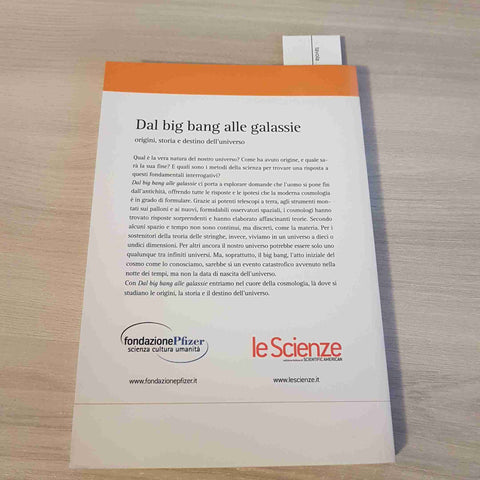 Dal big bang alle galassie
origini, storia e destino dell'universo
Qual è la vera natura del nostro universo? Come ha avuto origine, e quale sa-
rà la sua fine? E quali sono i metodi della scienza per trovare una risposta a
questi fondamentali interrogativi?
Dal big bang alle galassie ci porta a esplorare domande che l'uomo si pone fin
dall'antichità, offrendo tutte le risposte e le ipotesi che la moderna cosmologia
è in grado di formulare. Grazie ai potenti telescopi a terra, agli strumenti mon-
tati sui palloni e ai nuovi, formidabili osservatori spaziali, i cosmologi hanno
trovato risposte sorprendenti e hanno elaborato affascinanti teorie. Secondo
alcuni spazio e tempo non sono continui, ma discreti, come la materia. Per i
sostenitori della teoria delle stringhe, invece, viviamo in un universo a dieci o
undici dimensioni. Per altri ancora il nostro universo potrebbe essere solo uno
qualunque tra infiniti universi. Ma, soprattutto, il big bang, l'atto iniziale del
cosmo come lo conosciamo, sarebbe sì un evento catastrofico avvenuto nella
notte dei tempi, ma non la data di nascita dell'universo.
Con Dal big bang alle galassie entriamo nel cuore della cosmologia, là dove si
studiano le origini, la storia e il destino dell'universo.
fondazionePfizer
scienza cultura umanità
www.fondazionepfizer.it
le Scienze
edizione italiana di SCIENTIFIC AMERICAN
www.lescienze.it